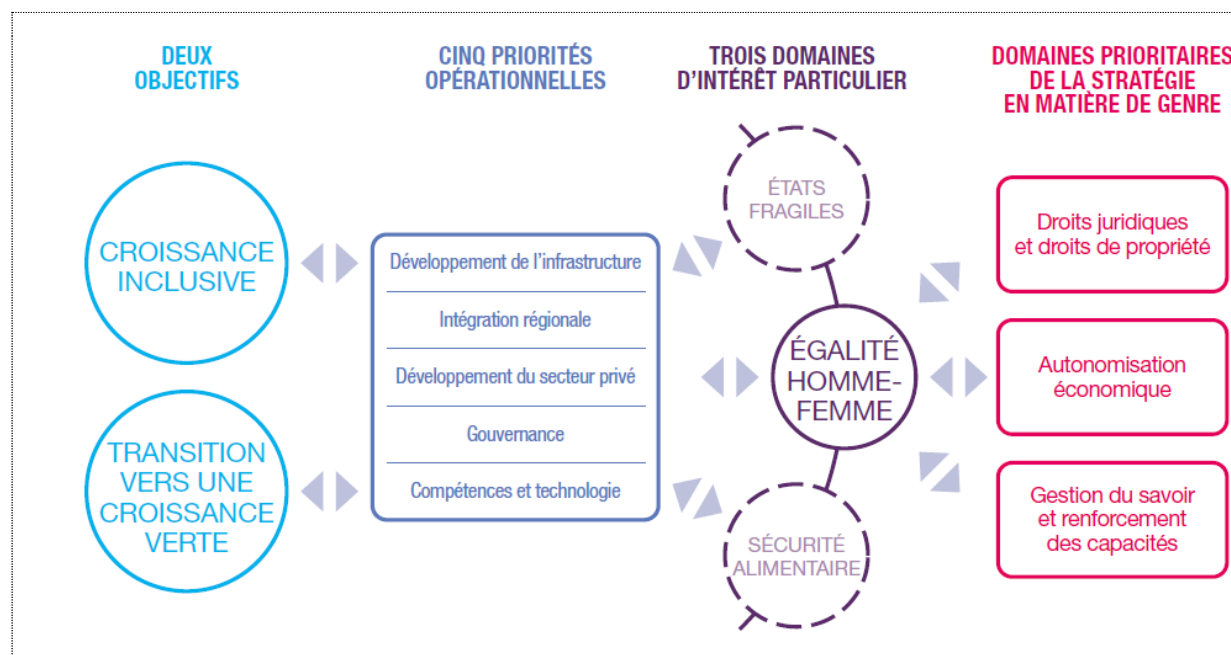 DEUX
OBJECTIFS
CINQ PRIORITÉS
OPÉRATIONNELLES
TROIS DOMAINES
D’INTÉRÊT PARTICULIER
DOMAINES PRIORITAIRES
DE LA STRATÉGIE
EN MATIÈRE DE GENRE
CROISSANCE
INCLUSIVE
TRANSITION
VERS UNE
CROISSANCE
VERTE
Développement de l’infrastructure
Intégration régionale
Développement du secteur privé
Gouvernance
Compétences et technologie
ÉTATS
FRAGILES
ÉGALITÉ
HOMME-
FEMME
SÉCURITÉ
ALIMENTAIRE
Droits juridiques
et droits de propriété
Autonomisation
économique
Gestion du savoir
et renforcement
des capacités